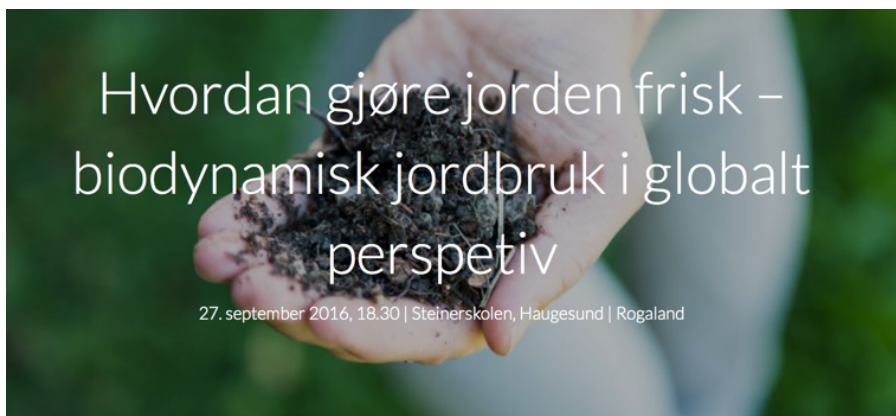 Hvordan gjøre jorden frisk –
biodynamisk jordbruk i globalt
perspetiv
27. september 2016, 18.30 | Steinerskolen, Haugesund | Rogaland